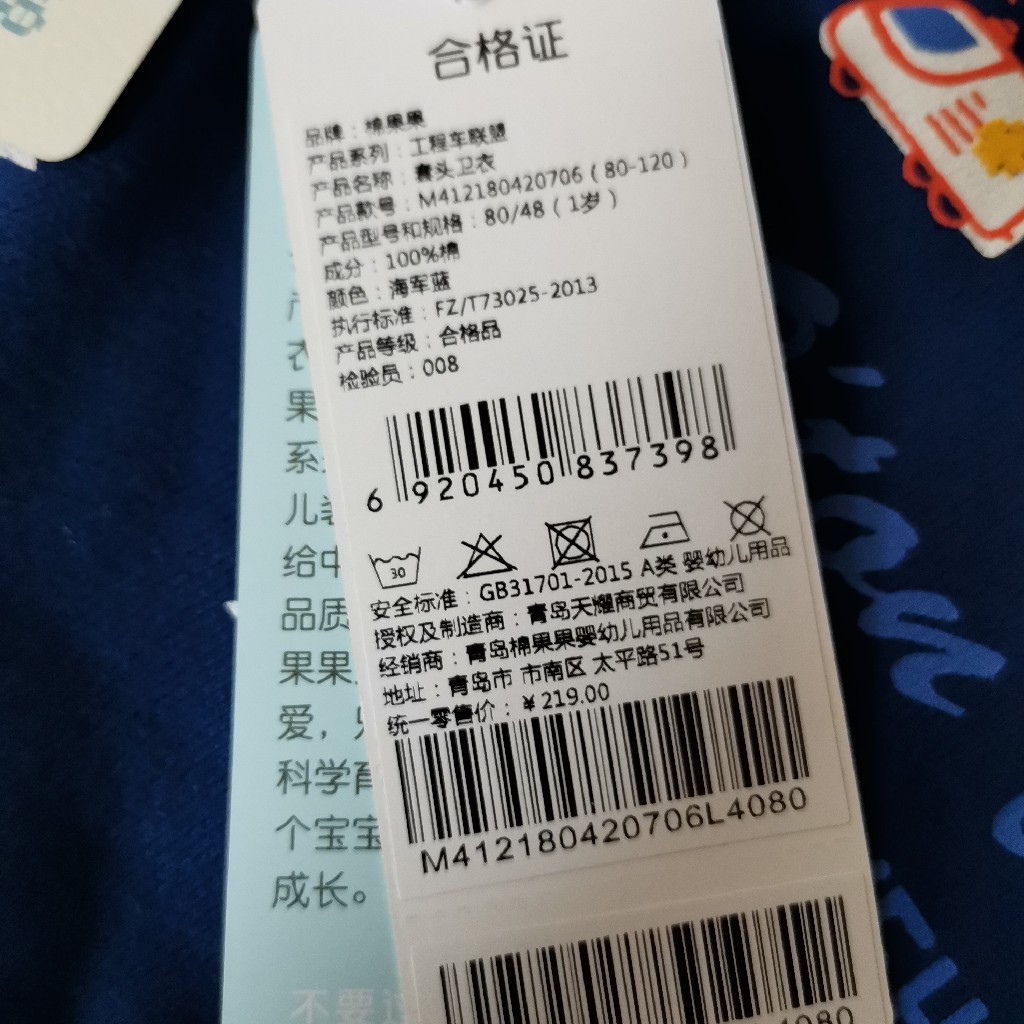 合格证
品牌：棉果果
产品系列：工程车联盟
产品名称：套头卫衣
产品款号：M412180420706（80-120）
产品型号和规格：80/48（1岁）
成分：100%棉
颜色：海军蓝
执行标准：FZ/T73025-2013
产品等级：合格品
检验员：008
6 920450 837398
30
安全标准：GB31701-2015 A类 婴幼儿用品
授权及制造商：青岛天耀商贸有限公司
经销商：青岛棉果果婴幼儿用品有限公司
地址：青岛市 市南区 太平路51号
统一零售价：￥219.00
M412180420706L4080
4080
衣
果
系
儿装
给中
品质
果果
爱，
科学育
个宝宝
成长。
不要